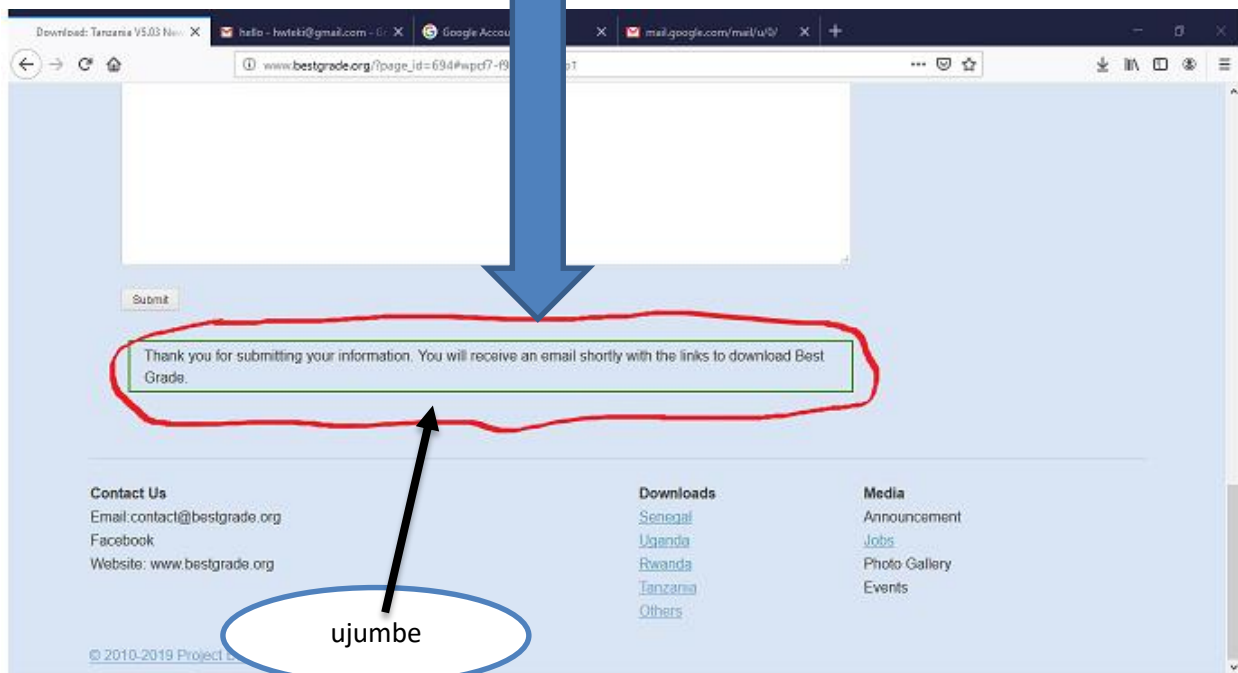 Download: Tanzania V5.03 New
hello - hwteki@gmail.com - G
Google Accou
mail.google.com/mail/u/0/
www.bestgrade.org/?page_id=694#wpcf7-f9
Submit
Thank you for submitting your information. You will receive an email shortly with the links to download Best
Grade.
Contact Us
Email:contact@bestgrade.org
Facebook
Website: www.bestgrade.org
Downloads
Senegal
Uganda
Rwanda
Tanzania
Others
Media
Announcement
Jobs
Photo Gallery
Events
ujumbe
© 2010-2019 Project